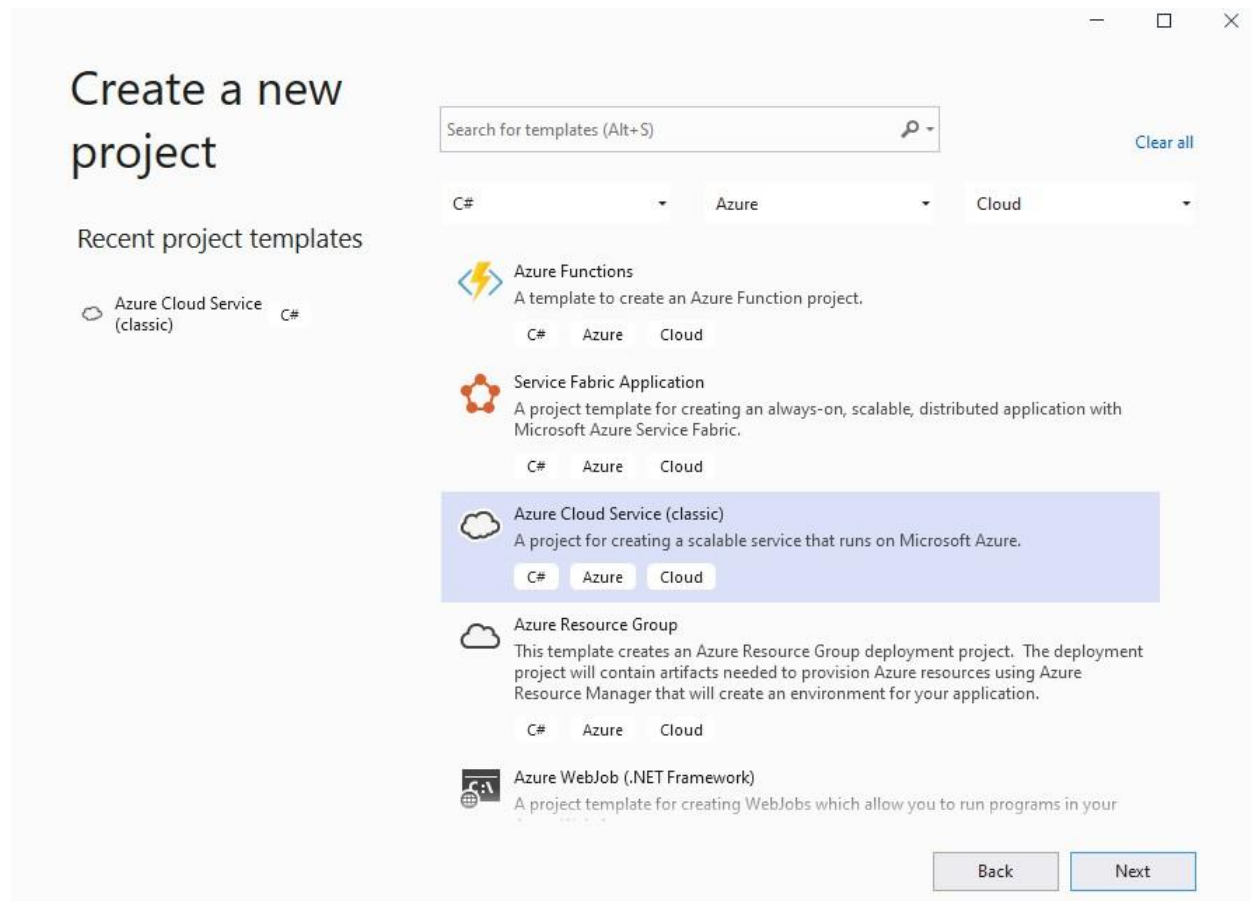 Create a new
project
Search for templates (Alt+S)
Clear all
C# Azure Cloud
Recent project templates
Azure Cloud Service
(classic)
C#
Azure Functions
A template to create an Azure Function project.
C# Azure Cloud
Service Fabric Application
A project template for creating an always-on, scalable, distributed application with
Microsoft Azure Service Fabric.
C# Azure Cloud
Azure Cloud Service (classic)
A project for creating a scalable service that runs on Microsoft Azure.
C# Azure Cloud
Azure Resource Group
This template creates an Azure Resource Group deployment project. The deployment
project will contain artifacts needed to provision Azure resources using Azure
Resource Manager that will create an environment for your application.
C# Azure Cloud
Azure WebJob (.NET Framework)
A project template for creating WebJobs which allow you to run programs in your
Back Next